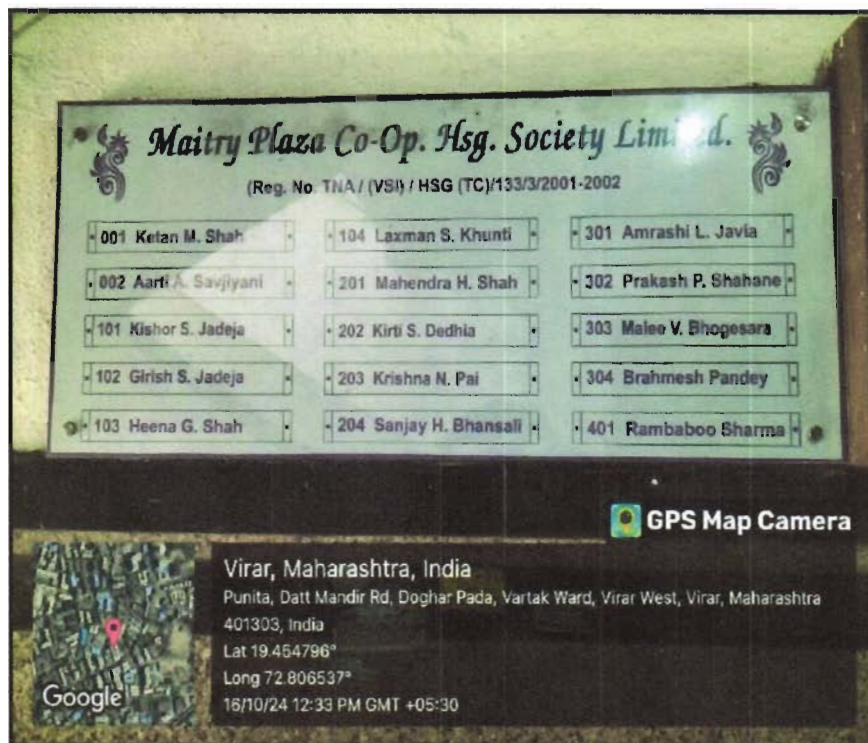 Maitry Plaza Co-Op. Hsg. Society Limited.
(Reg. No. TNA / (VSI) / HSG (TC)/133/3/2001-2002
001 Ketan M. Shah
002 Aarti A. Savjiyani
101 Kishor S. Jadeja
102 Girish S. Jadeja
103 Heena G. Shah
104 Laxman S. Khunti
201 Mahendra H. Shah
202 Kirti S. Dedhia
203 Krishna N. Pai
204 Sanjay H. Bhansali
301 Amrashi L. Javia
302 Prakash P. Shahane
303 Maleo V. Bhogesara
304 Brahmesh Pandey
401 Rambaboo Sharma
GPS Map Camera
Virar, Maharashtra, India
Punita, Datt Mandir Rd, Doghar Pada, Vartak Ward, Virar West, Virar, Maharashtra
401303, India
Lat 19.454796°
Long 72.806537°
16/10/24 12:33 PM GMT +05:30
Google